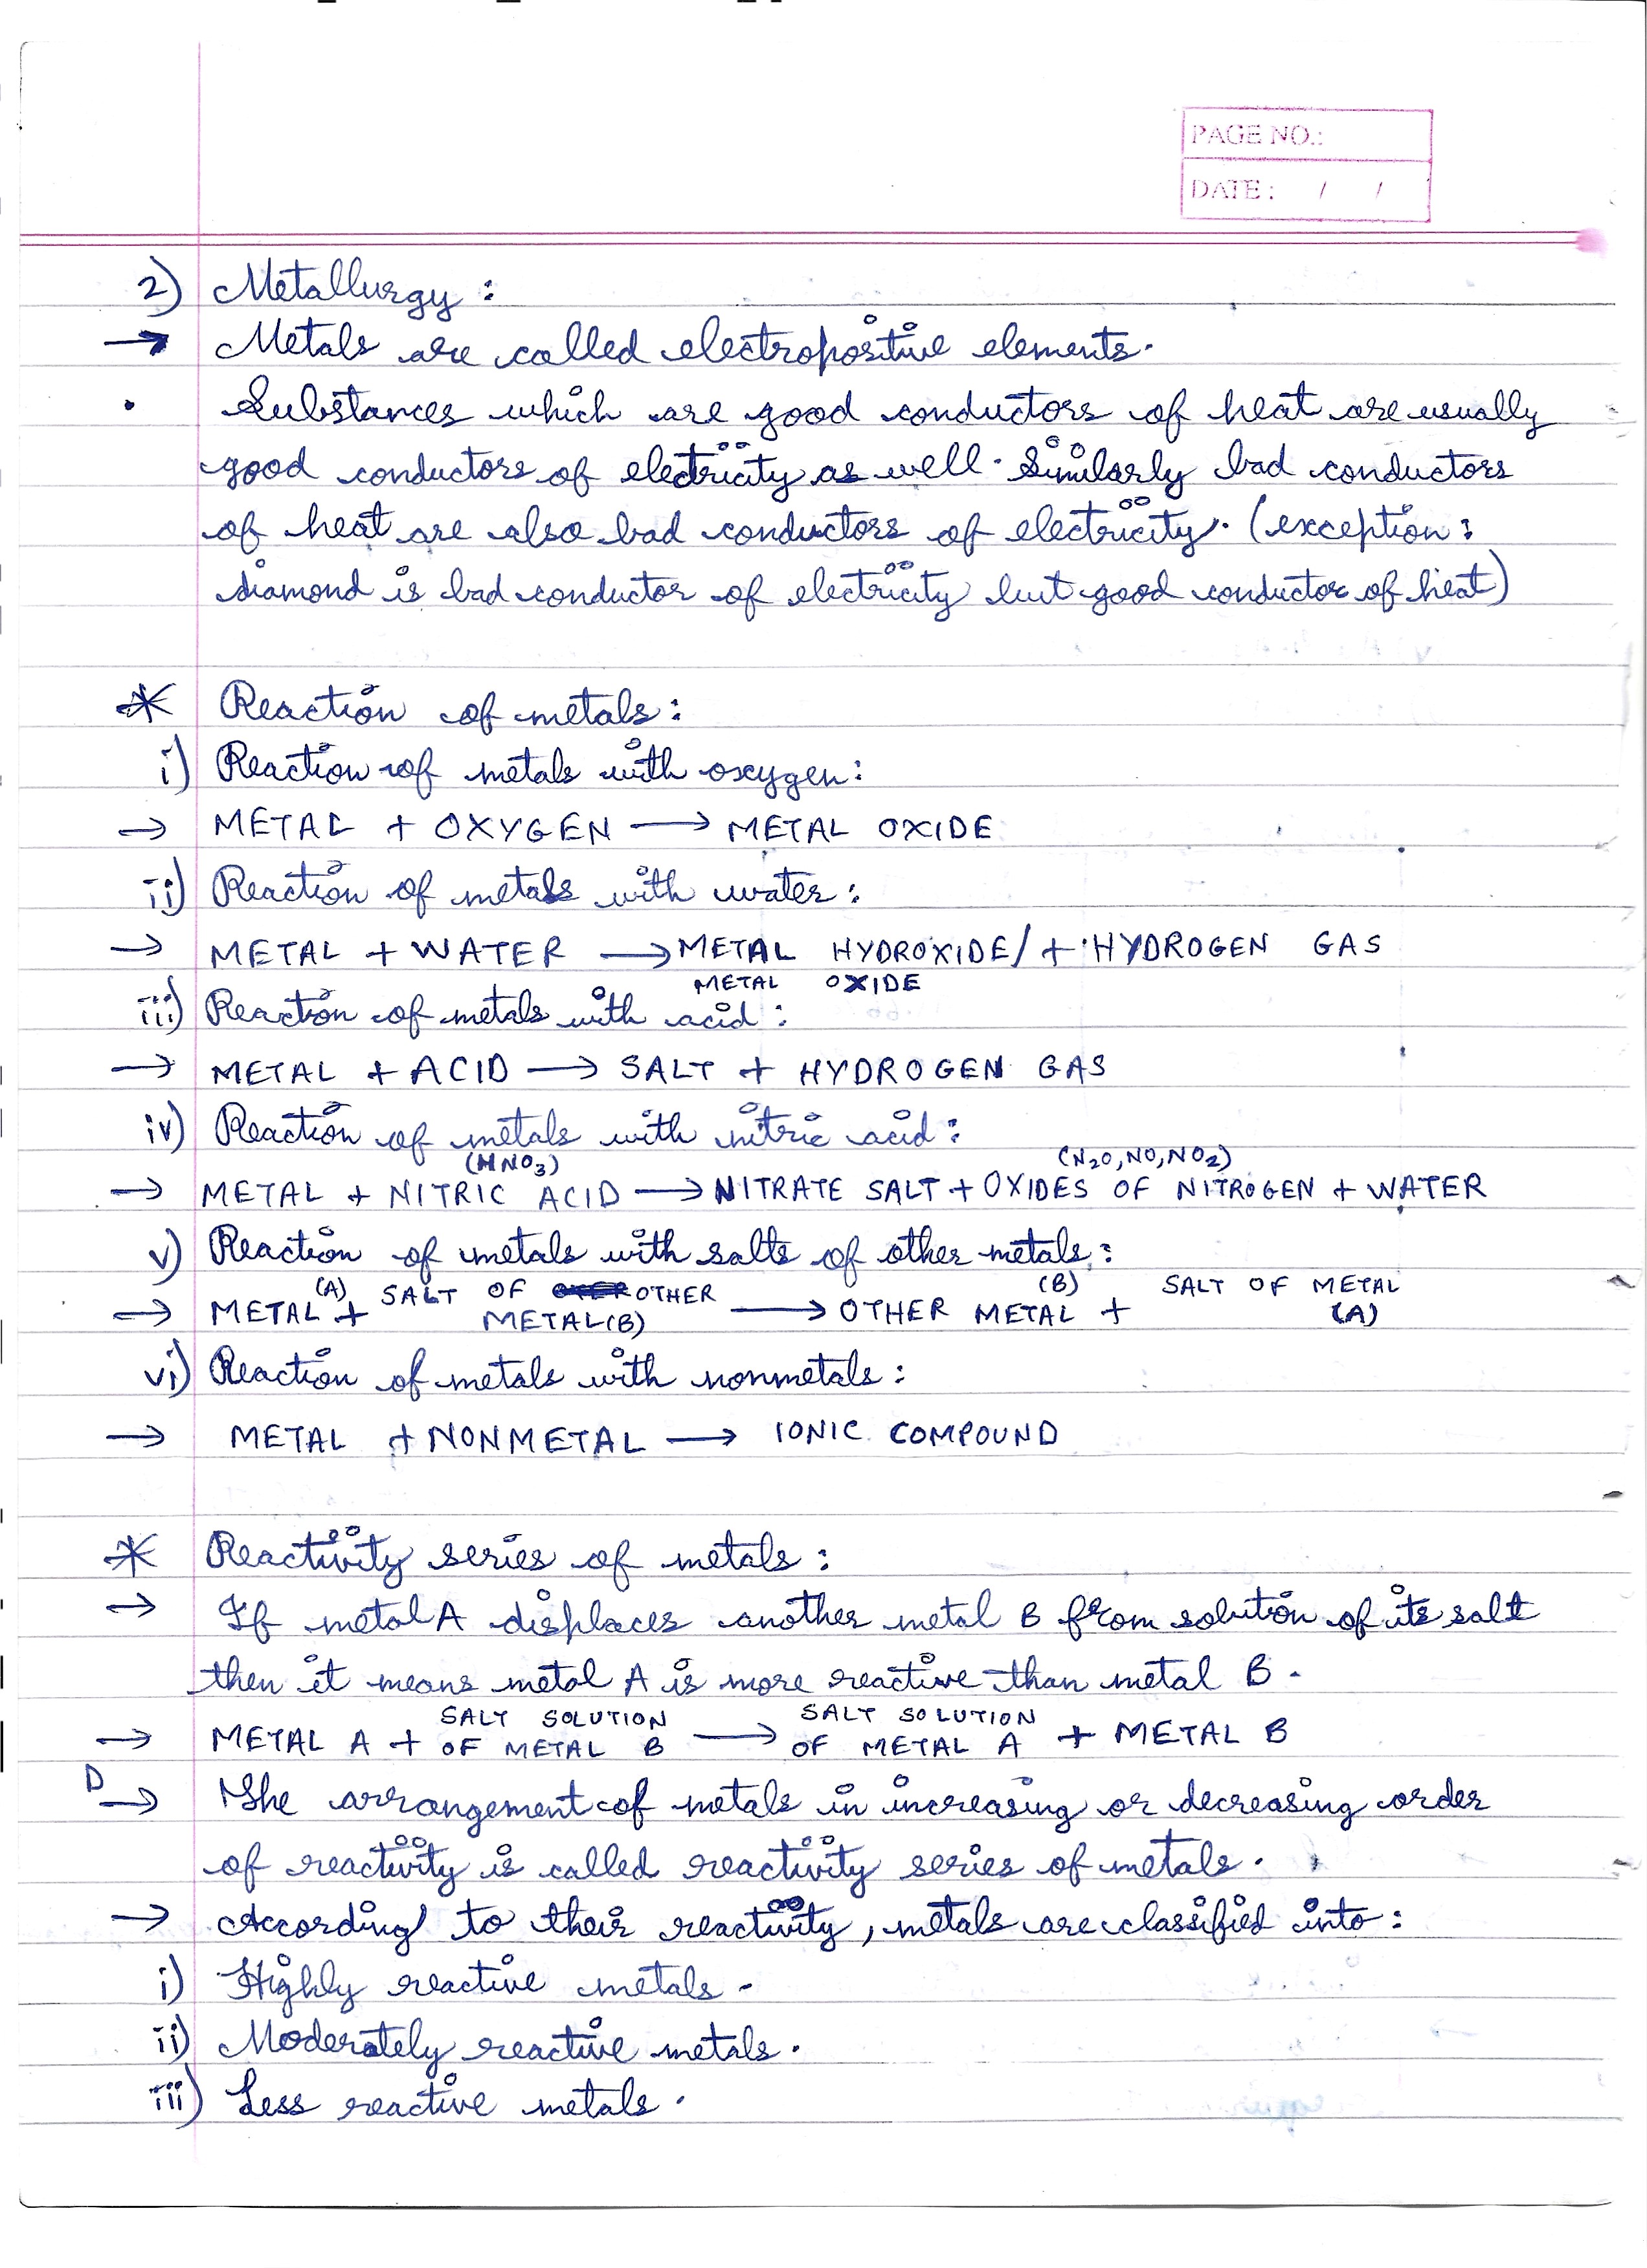 PAGE NO.:
DATE: / /
2) Metallurgy :
→ Metals are called electropositive elements.
• Substances which are good conductors of heat are usually
good conductors of electricity as well. Similarly bad conductors
of heat are also bad conductors of electricity. (exception :
diamond is bad conductor of electricity but good conductor of heat)
* Reaction of metals :
i) Reaction of metals with oxygen :
→ METAL + OXYGEN → METAL OXIDE
ii) Reaction of metals with water :
→ METAL + WATER → METAL HYDROXIDE/ + HYDROGEN GAS
METAL OXIDE
iii) Reaction of metals with acid :
→ METAL + ACID → SALT + HYDROGEN GAS
iv) Reaction of metals with nitric acid :
(HNO3) (N2O, NO, NO2)
→ METAL + NITRIC ACID → NITRATE SALT + OXIDES OF NITROGEN + WATER
v) Reaction of metals with salts of other metals :
(A) SALT OF OTHER (B) SALT OF METAL
→ METAL + METAL(B) → OTHER METAL + (A)
vi) Reaction of metals with nonmetals :
→ METAL + NONMETAL → IONIC COMPOUND
* Reactivity series of metals :
→ If metal A displaces another metal B from solution of its salt
then it means metal A is more reactive than metal B.
SALT SOLUTION SALT SOLUTION
→ METAL A + OF METAL B → OF METAL A + METAL B
D → The arrangement of metals in increasing or decreasing order
of reactivity is called reactivity series of metals.
→ According to their reactivity, metals are classified into :
i) Highly reactive metals.
ii) Moderately reactive metals.
iii) Less reactive metals.